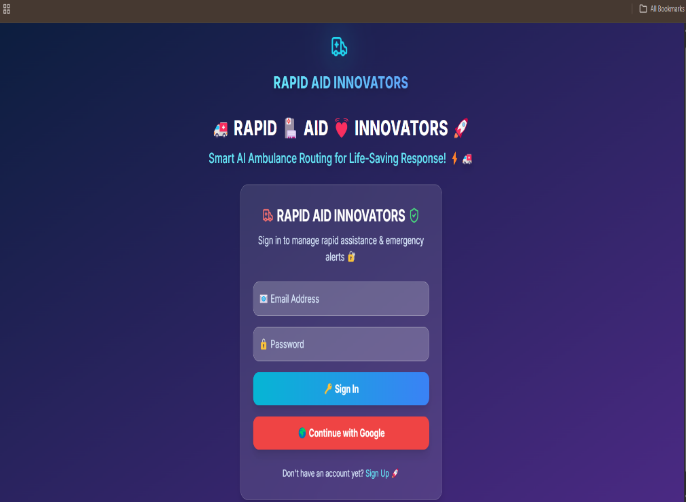 All Bookmarks
RAPID AID INNOVATORS
🚑 RAPID 🏥 AID 💓 INNOVATORS 🚀
Smart AI Ambulance Routing for Life-Saving Response! ⚡ 🚑
RAPID AID INNOVATORS
Sign in to manage rapid assistance & emergency
alerts 🔐
📧 Email Address
🔒 Password
🔑 Sign In
🌍 Continue with Google
Don't have an account yet? Sign Up 🚀